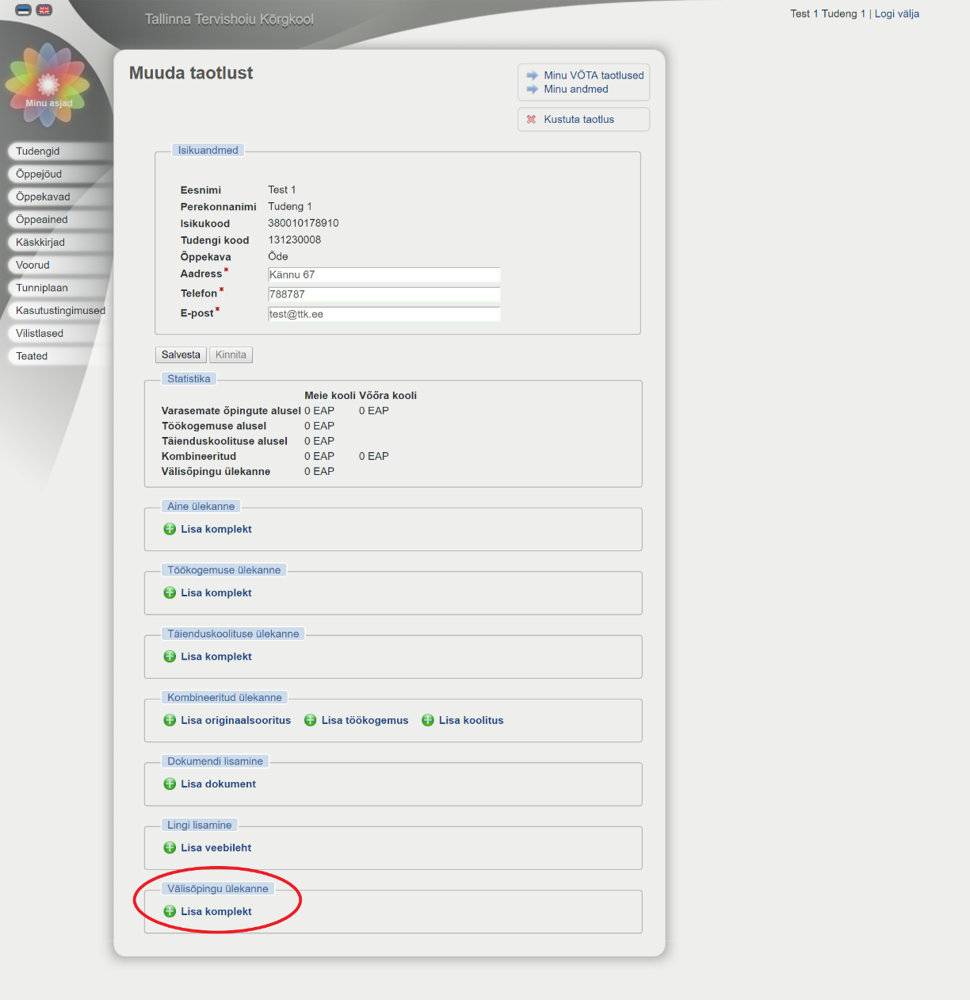 Tallinna Tervishoiu Kõrgkool
Test 1 Tudeng 1 | Logi välja
Minu asjad
Tudengid
Õppejõud
Õppekavad
Õppeained
Käskkirjad
Voorud
Tunniplaan
Kasutustingimused
Vilistlased
Teated
Muuda taotlust
Minu VÕTA taotlused
Minu andmed
Kustuta taotlus
Isikuandmed
Eesnimi Test 1
Perekonnanimi Tudeng 1
Isikukood 380010178910
Tudengi kood 131230008
Õppekava Õde
Aadress* Kännu 67
Telefon* 788787
E-post* test@ttk.ee
Salvesta Kinnita
Statistika
Meie kooli Võõra kooli
Varasemate õpingute alusel 0 EAP 0 EAP
Töökogemuse alusel 0 EAP
Täienduskoolituse alusel 0 EAP
Kombineeritud 0 EAP 0 EAP
Välisõpingu ülekanne 0 EAP
Aine ülekanne
Lisa komplekt
Töökogemuse ülekanne
Lisa komplekt
Täienduskoolituse ülekanne
Lisa komplekt
Kombineeritud ülekanne
Lisa originaalsooritus Lisa töökogemus Lisa koolitus
Dokumendi lisamine
Lisa dokument
Lingi lisamine
Lisa veebileht
Välisõpingu ülekanne
Lisa komplekt